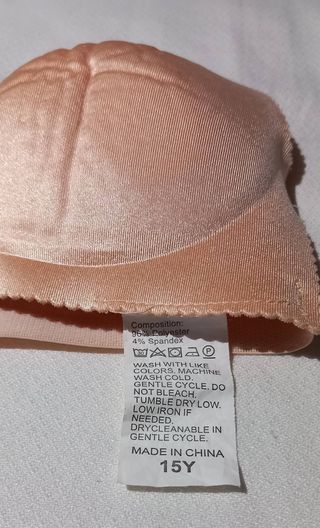 Composition:
96% Polyester
4% Spandex
WASH WITH LIKE
COLORS, MACHINE
WASH COLD.
GENTLE CYCLE. DO
NOT BLEACH.
TUMBLE DRY LOW.
LOW IRON IF
NEEDED.
DRYCLEANABLE IN
GENTLE CYCLE.
MADE IN CHINA
15Y